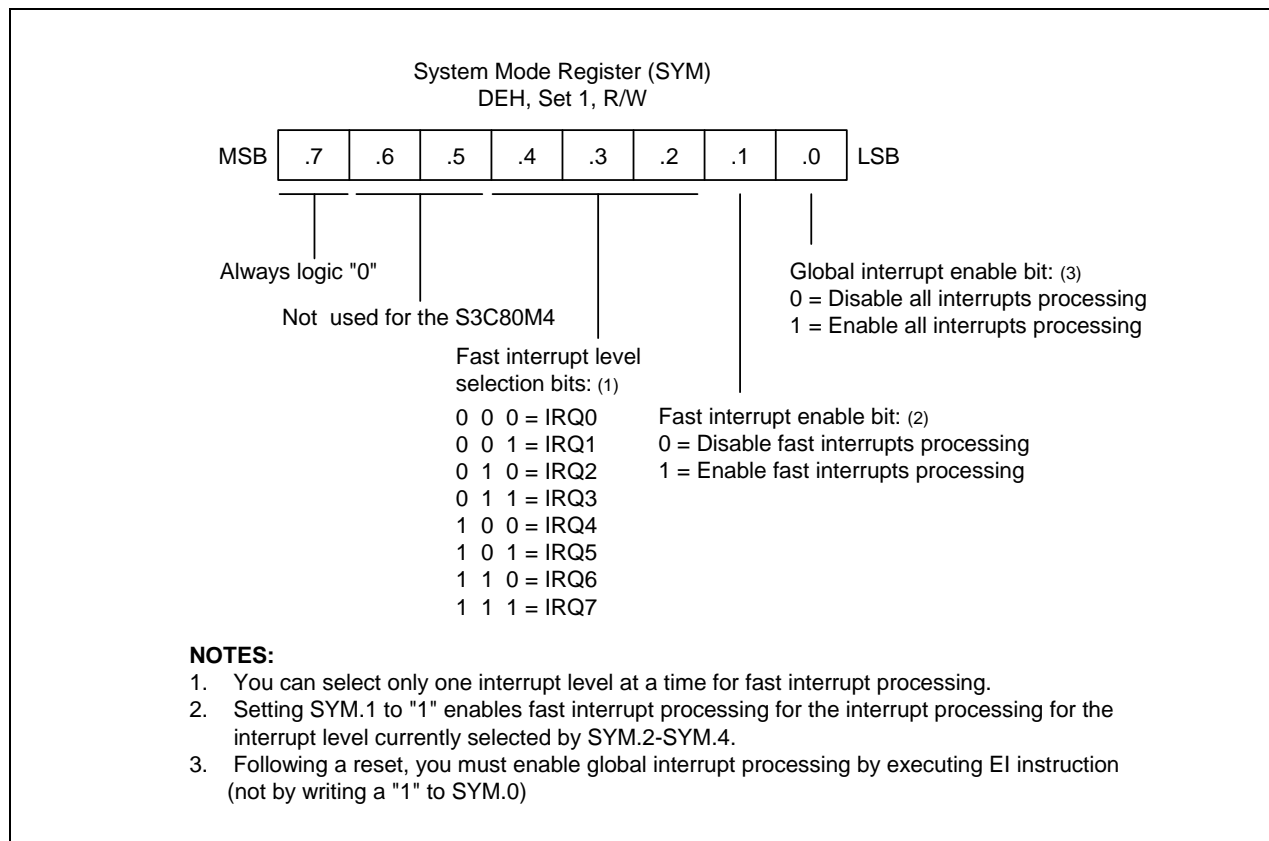 System Mode Register (SYM)
DEH, Set 1, R/W
MSB .7 .6 .5 .4 .3 .2 .1 .0 LSB
Always logic "0"
Not used for the S3C80M4
Fast interrupt level
selection bits: (1)
0 0 0 = IRQ0
0 0 1 = IRQ1
0 1 0 = IRQ2
0 1 1 = IRQ3
1 0 0 = IRQ4
1 0 1 = IRQ5
1 1 0 = IRQ6
1 1 1 = IRQ7
Fast interrupt enable bit: (2)
0 = Disable fast interrupts processing
1 = Enable fast interrupts processing
Global interrupt enable bit: (3)
0 = Disable all interrupts processing
1 = Enable all interrupts processing
NOTES:
1. You can select only one interrupt level at a time for fast interrupt processing.
2. Setting SYM.1 to "1" enables fast interrupt processing for the interrupt processing for the
interrupt level currently selected by SYM.2-SYM.4.
3. Following a reset, you must enable global interrupt processing by executing EI instruction
(not by writing a "1" to SYM.0)